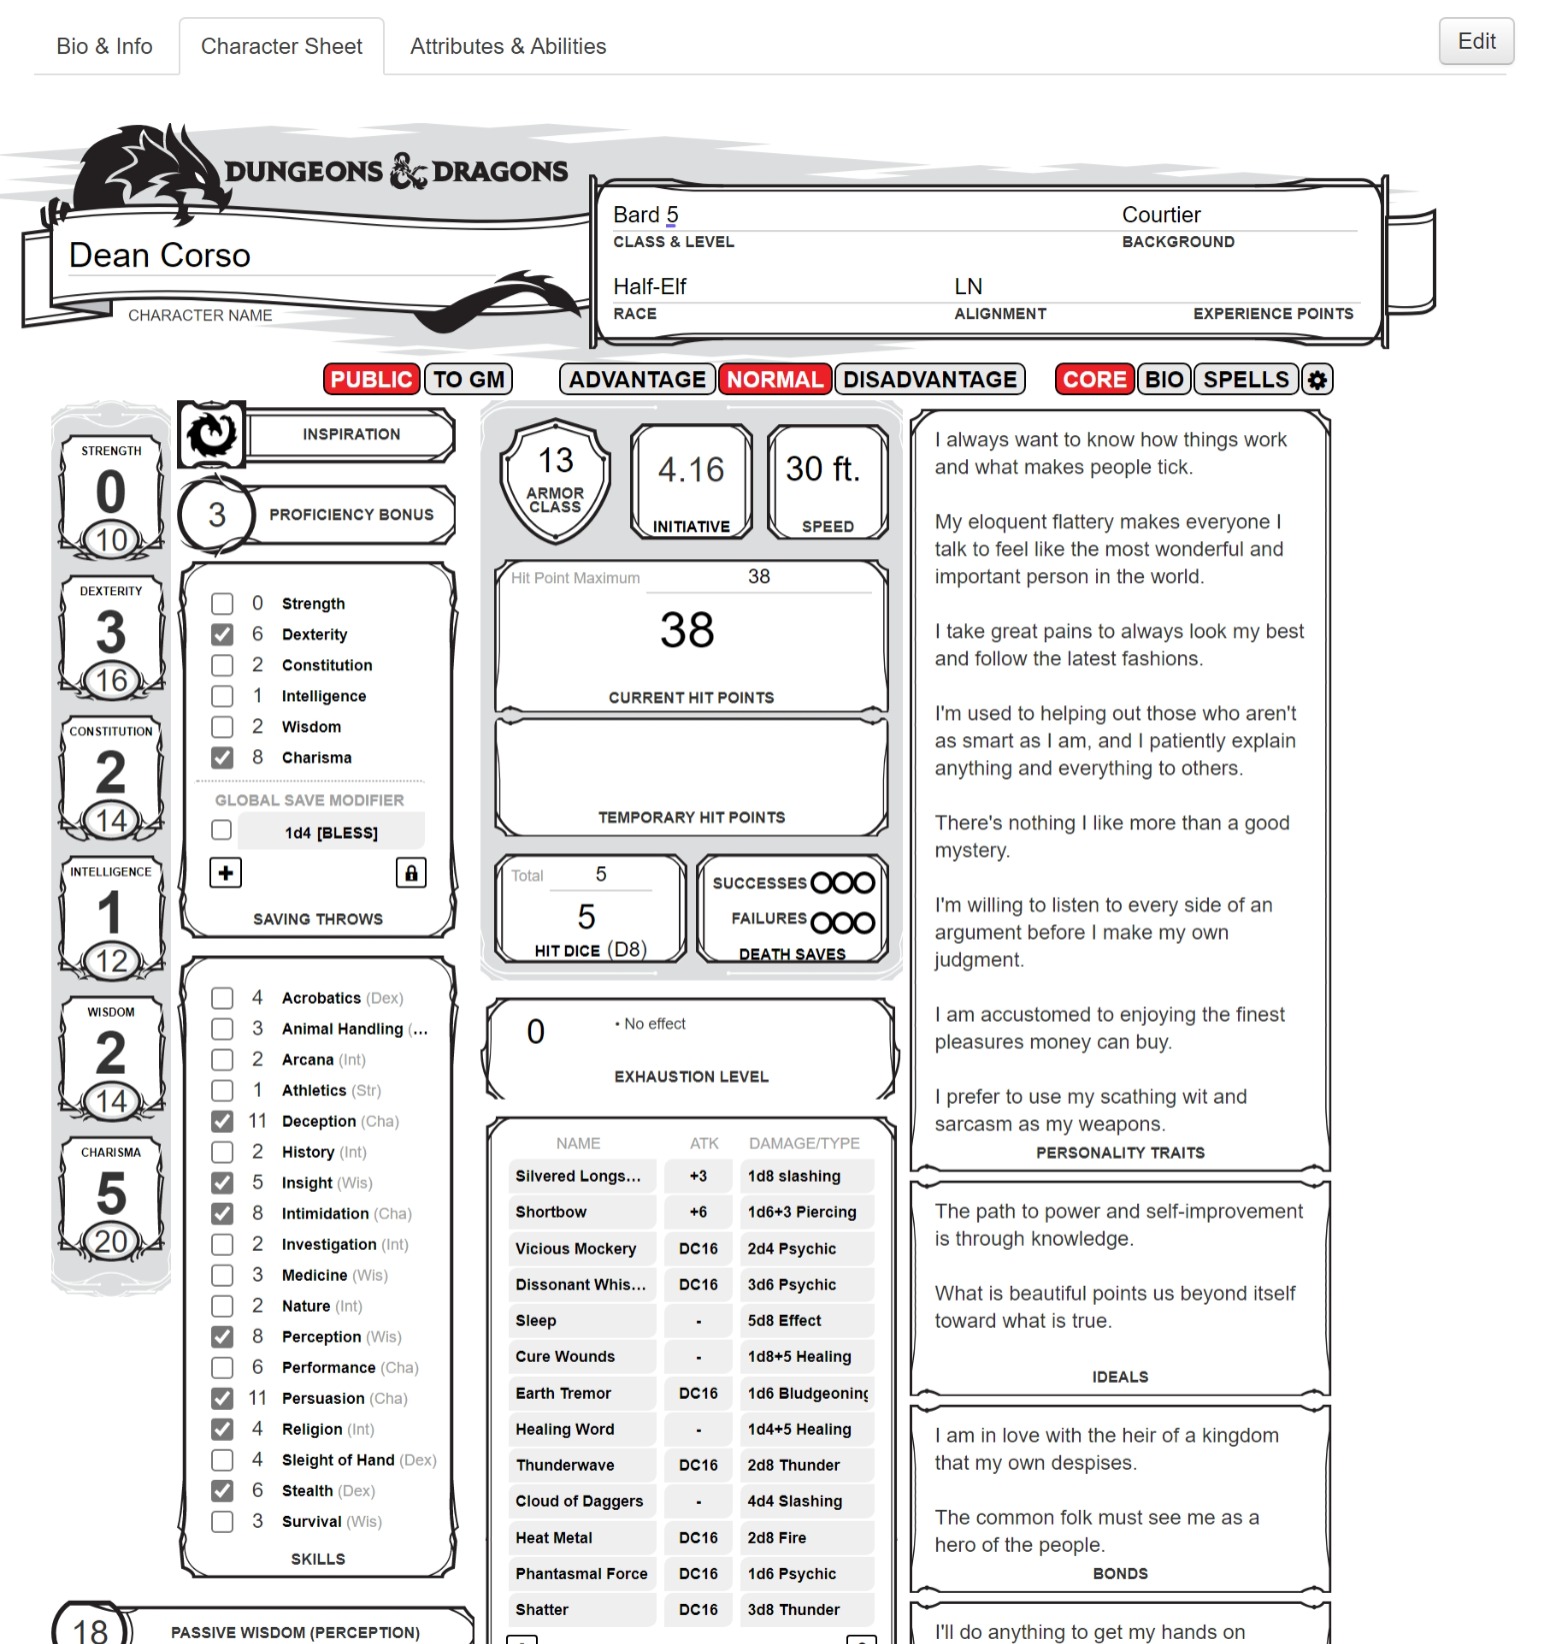 Bio & Info
Character Sheet
Attributes & Abilities
Edit
DUNGEONS & DRAGONS
Dean Corso
CHARACTER NAME
Bard 5
CLASS & LEVEL
Courtier
BACKGROUND
Half-Elf
RACE
LN
ALIGNMENT
EXPERIENCE POINTS
PUBLIC
TO GM
ADVANTAGE
NORMAL
DISADVANTAGE
CORE
BIO
SPELLS
STRENGTH
0
10
DEXTERITY
3
16
CONSTITUTION
2
14
INTELLIGENCE
1
12
WISDOM
2
14
CHARISMA
5
20
INSPIRATION
3 PROFICIENCY BONUS
0 Strength
6 Dexterity
2 Constitution
1 Intelligence
2 Wisdom
8 Charisma
GLOBAL SAVE MODIFIER
1d4 [BLESS]
SAVING THROWS
4 Acrobatics (Dex)
3 Animal Handling (...
2 Arcana (Int)
1 Athletics (Str)
11 Deception (Cha)
2 History (Int)
5 Insight (Wis)
8 Intimidation (Cha)
2 Investigation (Int)
3 Medicine (Wis)
2 Nature (Int)
8 Perception (Wis)
6 Performance (Cha)
11 Persuasion (Cha)
4 Religion (Int)
4 Sleight of Hand (Dex)
6 Stealth (Dex)
3 Survival (Wis)
SKILLS
18 PASSIVE WISDOM (PERCEPTION)
13
ARMOR
CLASS
4.16
INITIATIVE
30 ft.
SPEED
Hit Point Maximum 38
38
CURRENT HIT POINTS
TEMPORARY HIT POINTS
Total 5
5
HIT DICE (D8)
SUCCESSES
FAILURES
DEATH SAVES
0
• No effect
EXHAUSTION LEVEL
NAME ATK DAMAGE/TYPE
Silvered Longs... +3 1d8 slashing
Shortbow +6 1d6+3 Piercing
Vicious Mockery DC16 2d4 Psychic
Dissonant Whis... DC16 3d6 Psychic
Sleep - 5d8 Effect
Cure Wounds - 1d8+5 Healing
Earth Tremor DC16 1d6 Bludgeoning
Healing Word - 1d4+5 Healing
Thunderwave DC16 2d8 Thunder
Cloud of Daggers - 4d4 Slashing
Heat Metal DC16 2d8 Fire
Phantasmal Force DC16 1d6 Psychic
Shatter DC16 3d8 Thunder
I always want to know how things work
and what makes people tick.
My eloquent flattery makes everyone I
talk to feel like the most wonderful and
important person in the world.
I take great pains to always look my best
and follow the latest fashions.
I'm used to helping out those who aren't
as smart as I am, and I patiently explain
anything and everything to others.
There's nothing I like more than a good
mystery.
I'm willing to listen to every side of an
argument before I make my own
judgment.
I am accustomed to enjoying the finest
pleasures money can buy.
I prefer to use my scathing wit and
sarcasm as my weapons.
PERSONALITY TRAITS
The path to power and self-improvement
is through knowledge.
What is beautiful points us beyond itself
toward what is true.
IDEALS
I am in love with the heir of a kingdom
that my own despises.
The common folk must see me as a
hero of the people.
BONDS
I'll do anything to get my hands on